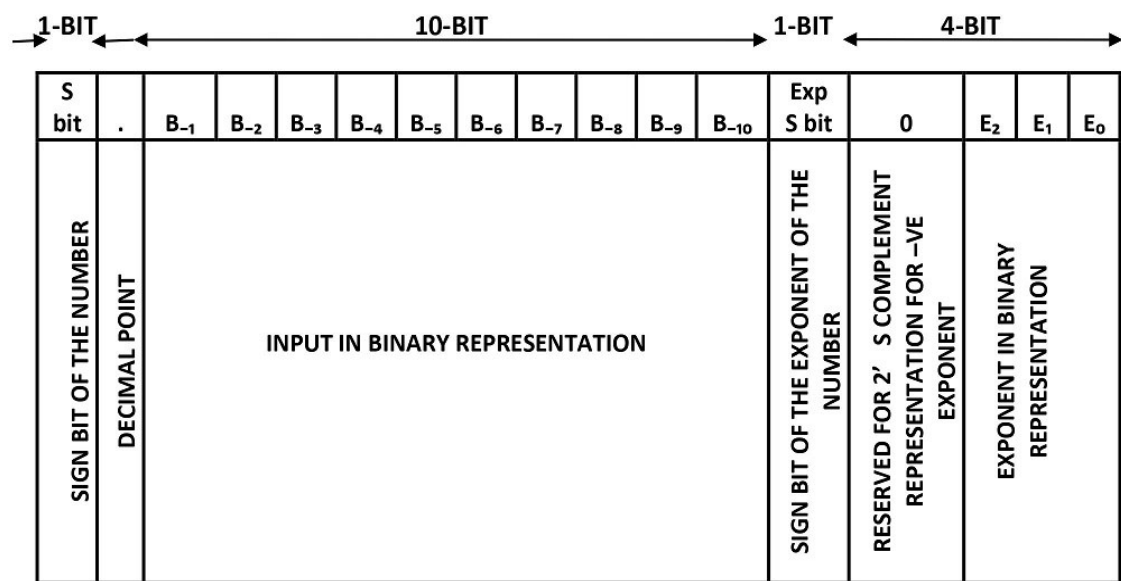 1-BIT 10-BIT 1-BIT 4-BIT
S bit . B₋₁ B₋₂ B₋₃ B₋₄ B₋₅ B₋₆ B₋₇ B₋₈ B₋₉ B₋₁₀ Exp S bit 0 E₂ E₁ E₀
SIGN BIT OF THE NUMBER
DECIMAL POINT
INPUT IN BINARY REPRESENTATION
SIGN BIT OF THE EXPONENT OF THE
NUMBER
RESERVED FOR 2' S COMPLEMENT
REPRESENTATION FOR –VE
EXPONENT
EXPONENT IN BINARY
REPRESENTATION